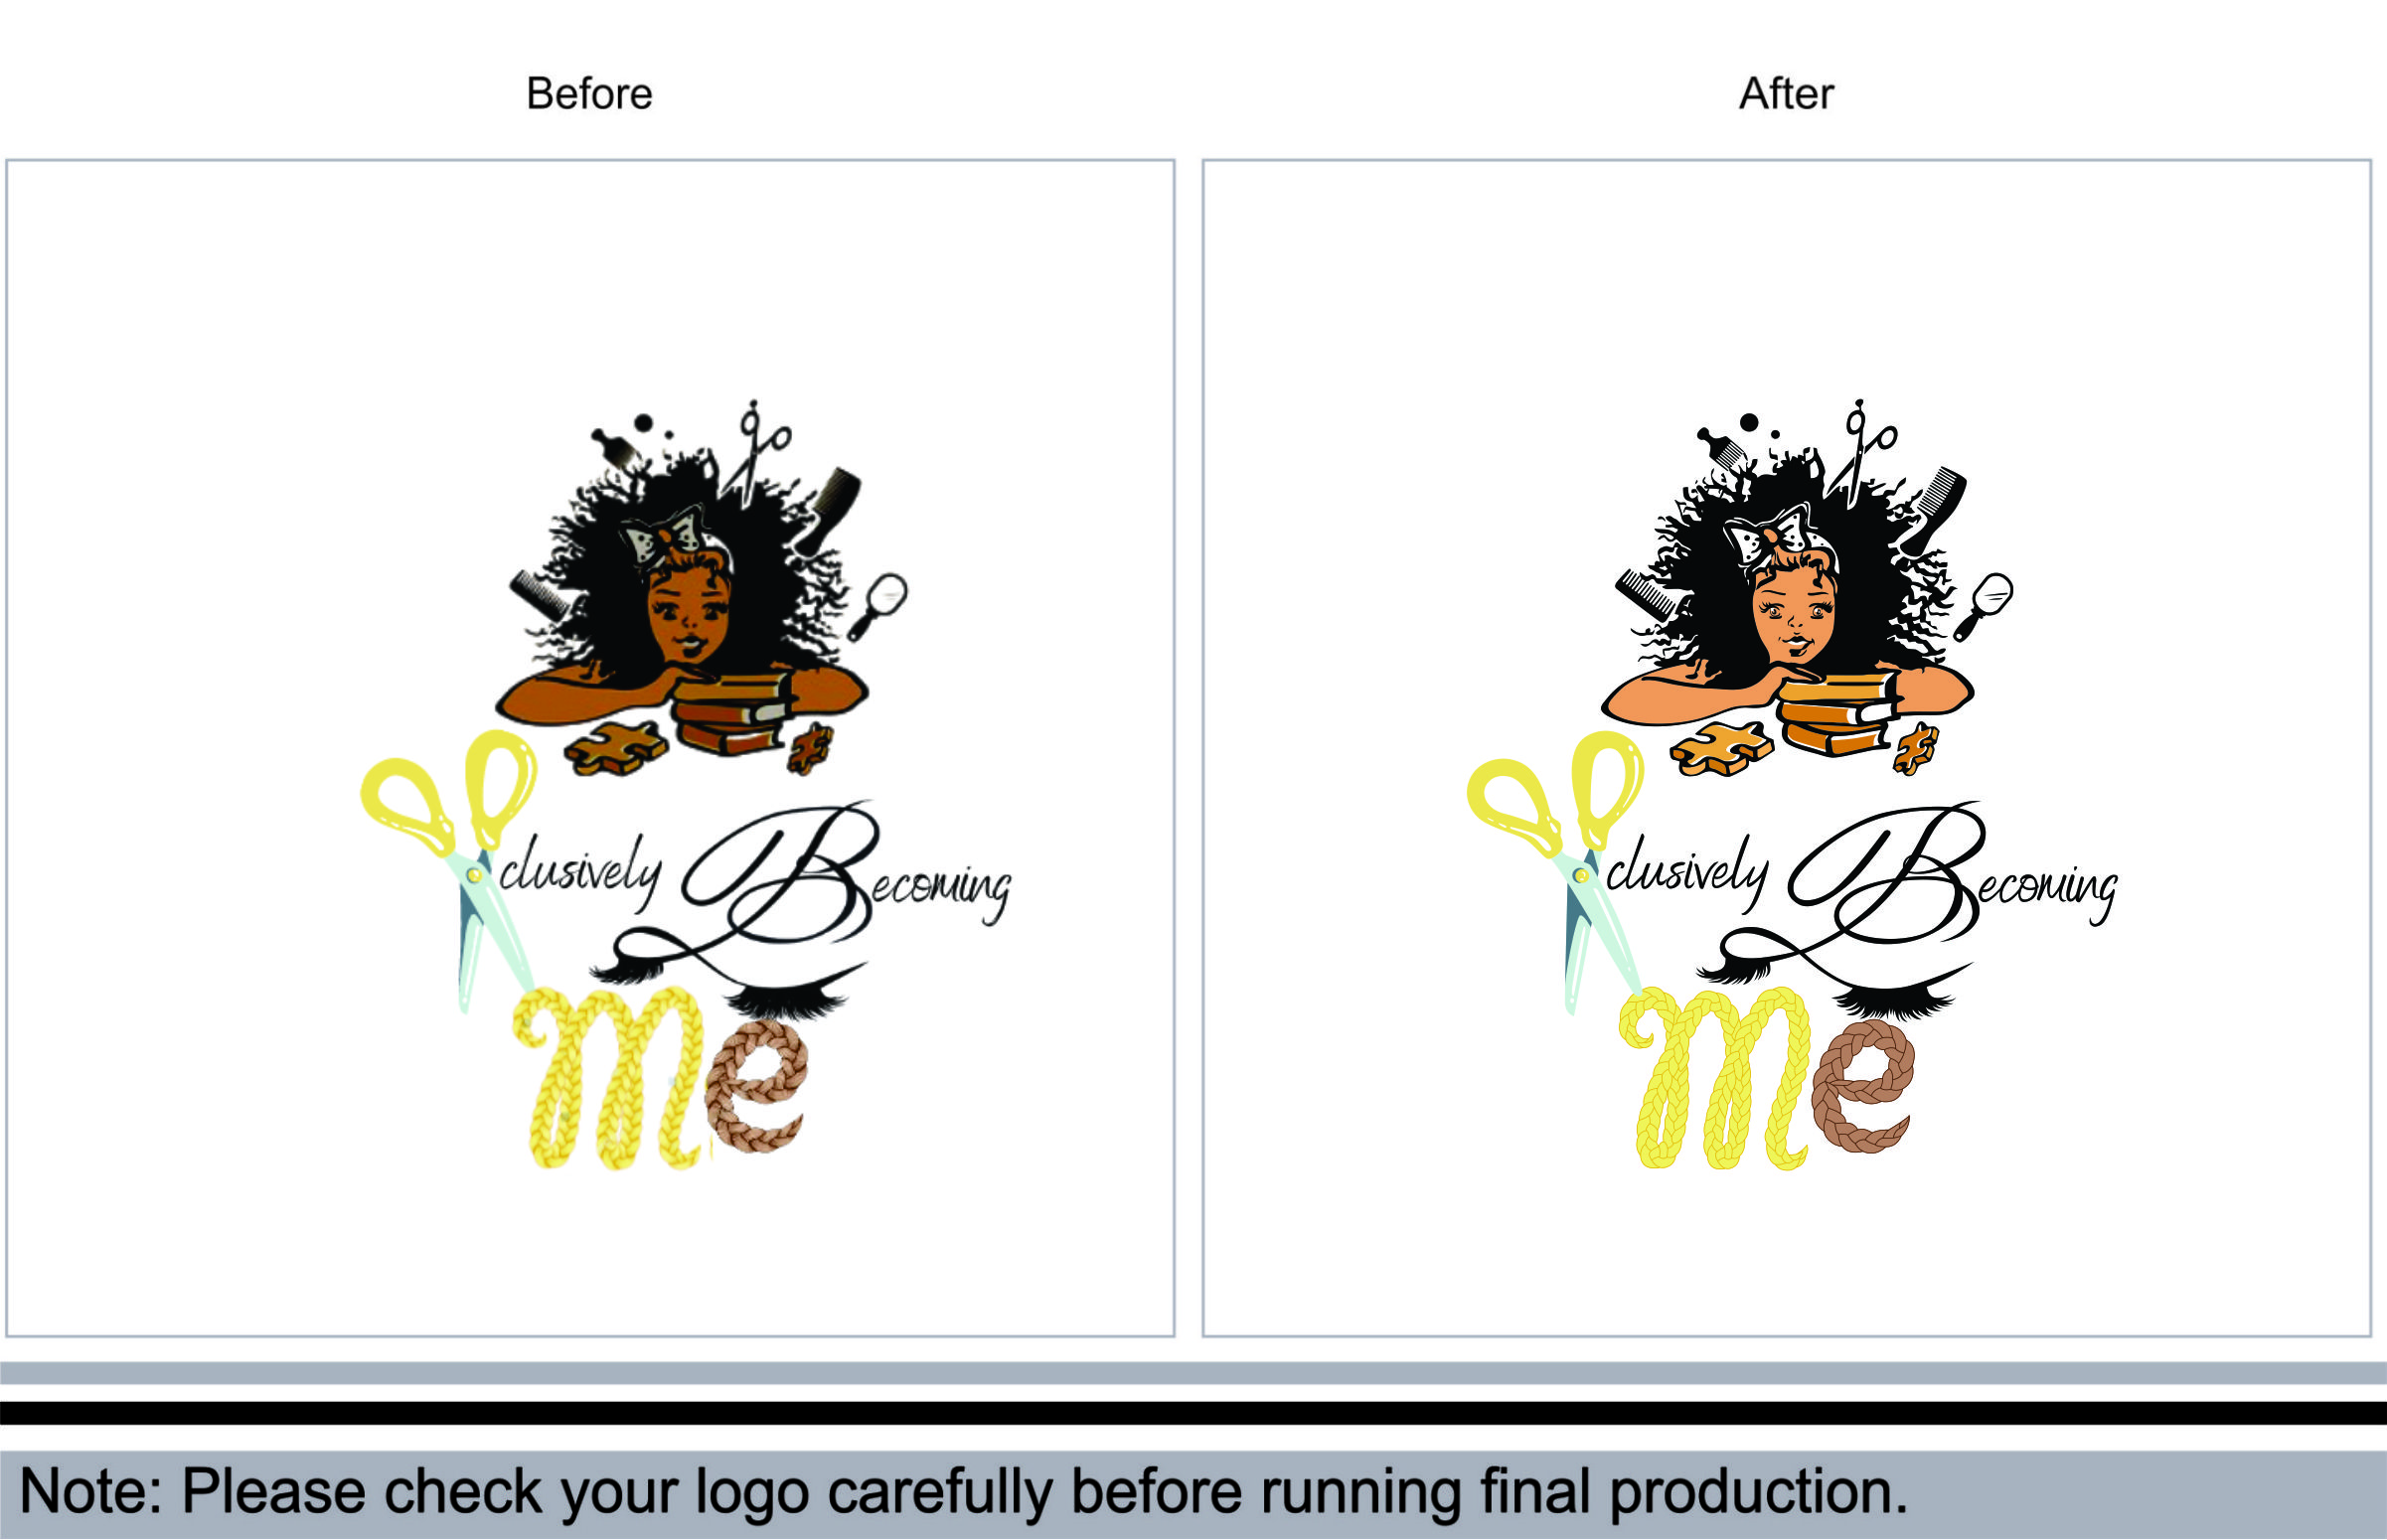 Before
After
clusively Becoming
me
clusively Becoming
me
Note: Please check your logo carefully before running final production.